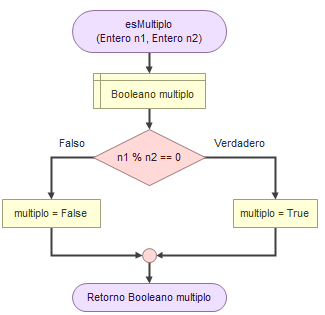 esMultiplo
(Entero n1, Entero n2)
Booleano multiplo
Falso
Verdadero
n1 % n2 == 0
multiplo = False
multiplo = True
Retorno Booleano multiplo